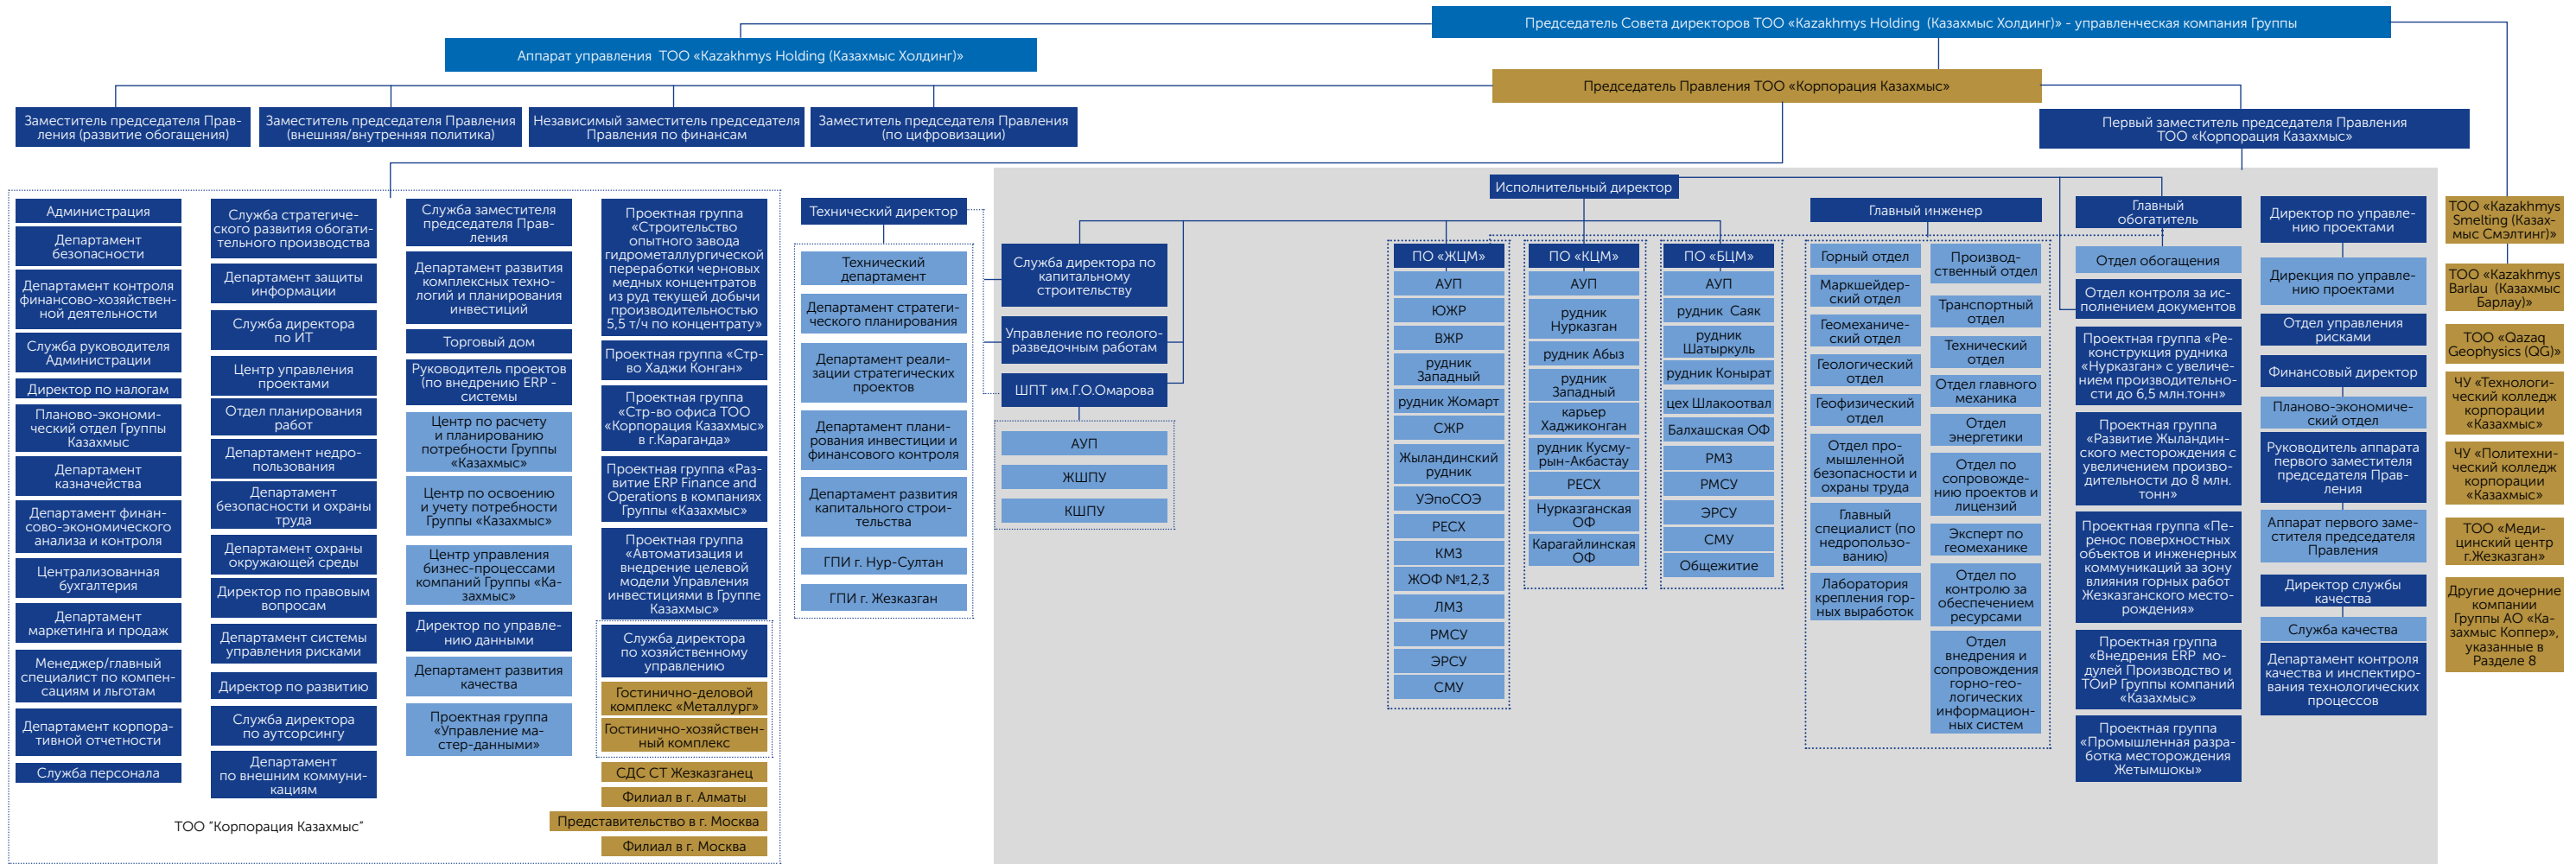 Председатель Совета директоров ТОО «Kazakhmys Holding (Казахмыс Холдинг)» - управленческая компания Группы
Аппарат управления ТОО «Kazakhmys Holding (Казахмыс Холдинг)»
Председатель Правления ТОО «Корпорация Казахмыс»
Заместитель председателя Прав-
ления (развитие обогащения)
Заместитель председателя Правления
(внешняя/внутренняя политика)
Независимый заместитель председателя
Правления по финансам
Заместитель председателя Правления
(по цифровизации)
Первый заместитель председателя Правления
ТОО «Корпорация Казахмыс»
Администрация
Департамент
безопасности
Департамент контроля
финансово-хозяйствен-
ной деятельности
Служба руководителя
Администрации
Директор по налогам
Планово-экономи-
ческий отдел Группы
Казахмыс
Департамент
казначейства
Департамент финан-
сово-экономического
анализа и контроля
Централизованная
бухгалтерия
Департамент
маркетинга и продаж
Менеджер/главный
специалист по компен-
сациям и льготам
Департамент корпора-
тивной отчетности
Служба персонала
Служба стратегиче-
ского развития обогати-
тельного производства
Департамент защиты
информации
Служба директора
по ИТ
Центр управления
проектами
Отдел планирования
работ
Департамент недро-
пользования
Департамент
безопасности и охраны
труда
Департамент охраны
окружающей среды
Директор по правовым
вопросам
Департамент системы
управления рисками
Директор по развитию
Служба директора
по аутсорсингу
Департамент
по внешним коммуни-
кациям
Служба заместителя
председателя Прав-
ления
Департамент развития
комплексных техно-
логий и планирования
инвестиций
Торговый дом
Руководитель проектов
(по внедрению ERP -
системы
Центр по расчету
и планированию
потребности Группы
«Казахмыс»
Центр по освоению
и учету потребности
Группы «Казахмыс»
Центр управления
бизнес-процессами
компаний Группы «Ка-
захмыс»
Директор по управле-
нию данными
Департамент развития
качества
Проектная группа
«Управление ма-
стер-данными»
Проектная группа
«Строительство
опытного завода
гидрометаллургической
переработки черновых
медных концентратов
из руд текущей добычи
производительностью
5,5 т/ч по концентрату»
Проектная группа «Стр-
во Хаджи Конган»
Проектная группа
«Стр-во офиса ТОО
«Корпорация Казахмыс»
в г.Караганда»
Проектная группа «Раз-
витие ERP Finance and
Operations в компаниях
Группы «Казахмыс»
Проектная группа
«Автоматизация и
внедрение целевой
модели Управления
инвестициями в Группе
Казахмыс»
Служба директора
по хозяйственному
управлению
Гостинично-деловой
комплекс «Металлург»
Гостинично-хозяйствен-
ный комплекс
СДС СТ Жезказганец
Филиал в г. Алматы
Представительство в г. Москва
Филиал в г. Москва
ТОО "Корпорация Казахмыс"
Технический директор
Технический
департамент
Департамент стратеги-
ческого планирования
Департамент реали-
зации стратегических
проектов
Департамент плани-
рования инвестиции и
финансового контроля
Департамент развития
капитального строи-
тельства
ГПИ г. Нур-Султан
ГПИ г. Жезказган
Служба директора по
капитальному
строительству
Управление по геолого-
разведочным работам
ШПТ им.Г.О.Омарова
АУП
ЖШПУ
КШПУ
Исполнительный директор
ПО «ЖЦМ»
АУП
ЮЖР
ВЖР
рудник
Западный
рудник Жомарт
СЖР
Жыландинский
рудник
УЭпоСОЭ
РЕСХ
КМЗ
ЖОФ №1,2,3
ЛМЗ
РМСУ
ЭРСУ
СМУ
ПО «КЦМ»
АУП
рудник
Нурказган
рудник Абыз
рудник
Западный
карьер
Хаджиконган
рудник Кусму-
рын-Акбастау
РЕСХ
Нурказганская
ОФ
Карагайлинская
ОФ
ПО «БЦМ»
АУП
рудник Саяк
рудник
Шатыркуль
рудник Конырат
цех Шлакоотвал
Балхашская ОФ
РМЗ
РМСУ
ЭРСУ
СМУ
Общежитие
Главный инженер
Горный отдел
Маркшейдер-
ский отдел
Геомеханиче-
ский отдел
Геологический
отдел
Геофизический
отдел
Отдел про-
мышленной
безопасности и
охраны труда
Главный
специалист (по
недропользо-
ванию)
Лаборатория
крепления гор-
ных выработок
Производ-
ственный отдел
Транспортный
отдел
Технический
отдел
Отдел главного
механика
Отдел
энергетики
Отдел по
сопровожде-
нию проектов и
лицензий
Эксперт по
геомеханике
Отдел по
контролю за
обеспечением
ресурсами
Отдел
внедрения и
сопровождения
горно-гео-
логических
информацион-
ных систем
Главный
обогатитель
Отдел обогащения
Отдел контроля за ис-
полнением документов
Проектная группа «Ре-
конструкция рудника
«Нурказган» с увеличе-
нием производительно-
сти до 6,5 млн.тонн»
Проектная группа
«Развитие Жыландин-
ского месторождения с
увеличением произво-
дительности до 8 млн.
тонн»
Проектная группа «Пе-
ренос поверхностных
объектов и инженерных
коммуникаций за зону
влияния горных работ
Жезказганского место-
рождения»
Проектная группа
«Внедрения ERP мо-
дулей Производство и
ТОиР Группы компаний
«Казахмыс»
Проектная группа
«Промышленная разра-
ботка месторождения
Жетымшокы»
Директор по управле-
нию проектами
Дирекция по управле-
нию проектами
Отдел управления
рисками
Финансовый директор
Планово-экономиче-
ский отдел
Руководитель аппарата
первого заместителя
председателя Прав-
ления
Аппарат первого заме-
стителя председателя
Правления
Директор службы
качества
Служба качества
Департамент контроля
качества и инспектиро-
вания технологических
процессов
ТОО «Kazakhmys
Smelting (Казах-
мыс Смэлтинг)»
ТОО «Kazakhmys
Barlau (Казахмыс
Барлау)»
ТОО «Qazaq
Geophysics (QG)»
ЧУ «Технологи-
ческий колледж
корпорации
«Казахмыс»
ЧУ «Политехни-
ческий колледж
корпорации
«Казахмыс»
ТОО «Меди-
цинский центр
г.Жезказган»
Другие дочерние
компании
Группы АО «Ка-
захмыс Коппер»,
указанные в
Разделе 8